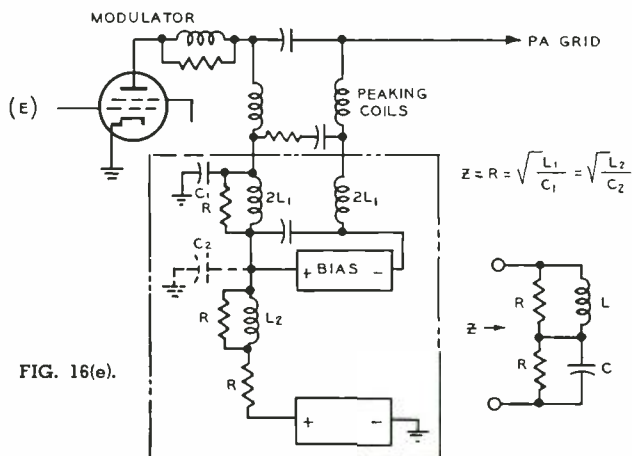 MODULATOR
PA GRID
(E)
PEAKING
COILS
C₁
R
2L₁
2L₁
Z = R = √L₁/C₁ = √L₂/C₂
C₂
+ BIAS -
R
L₂
R
L
Z →
R
C
R
FIG. 16(e).
+ -